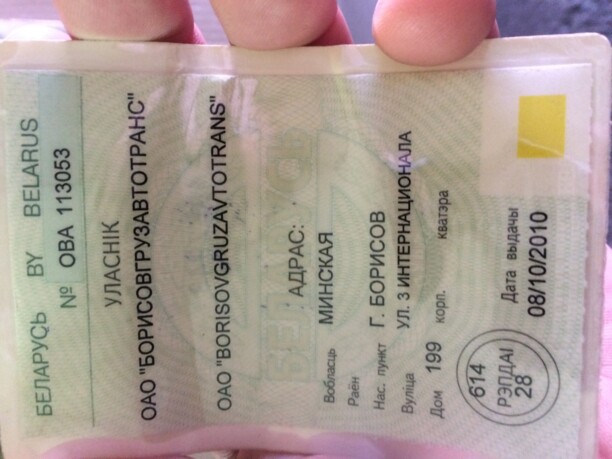 БЕЛАРУСЬ BY BELARUS
№ ОВА 113053
УЛАСНІК
ОАО "БОРИСОВГРУЗАВТОТРАНС"
OAO "BORISOVGRUZAVTOTRANS"
АДРАС:
Вобласць МИНСКАЯ
Раён
Нас. пункт Г. БОРИСОВ
Вуліца УЛ. 3 ИНТЕРНАЦИОНАЛА
Дом 199 корп. кватэра
614
РЭПДАІ
28
Дата выдачы
08/10/2010